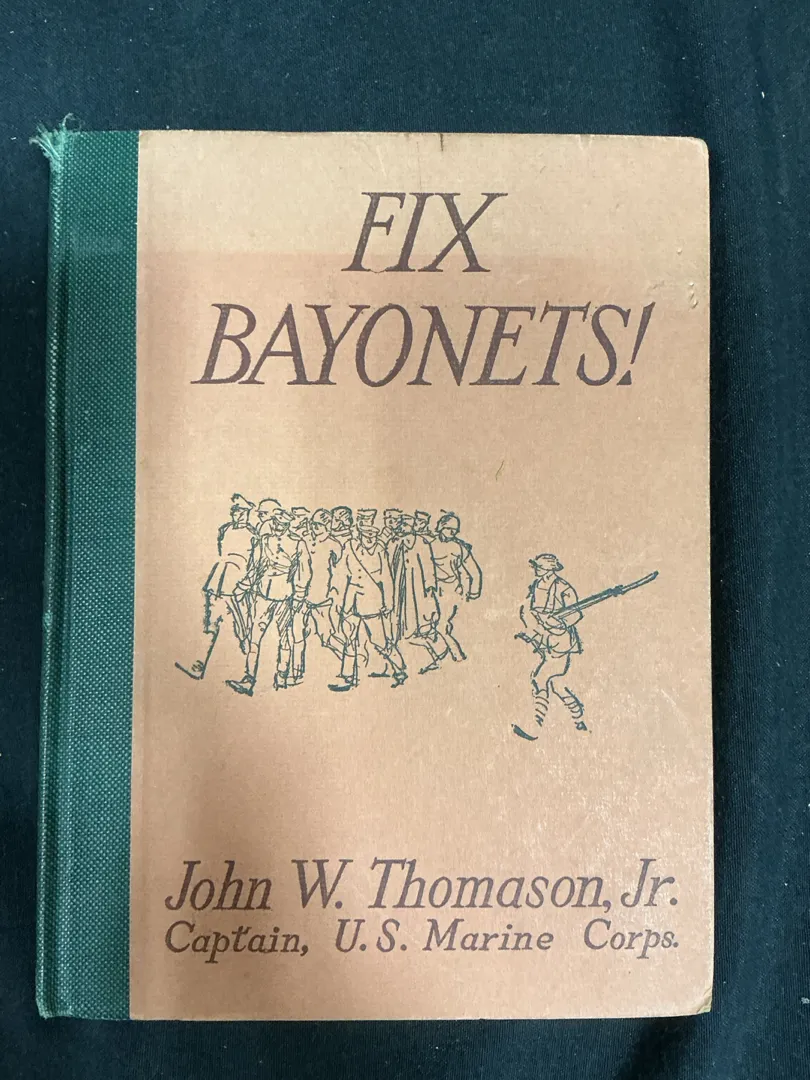 FIX
BAYONETS!
John W. Thomason, Jr.
Captain, U.S. Marine Corps.